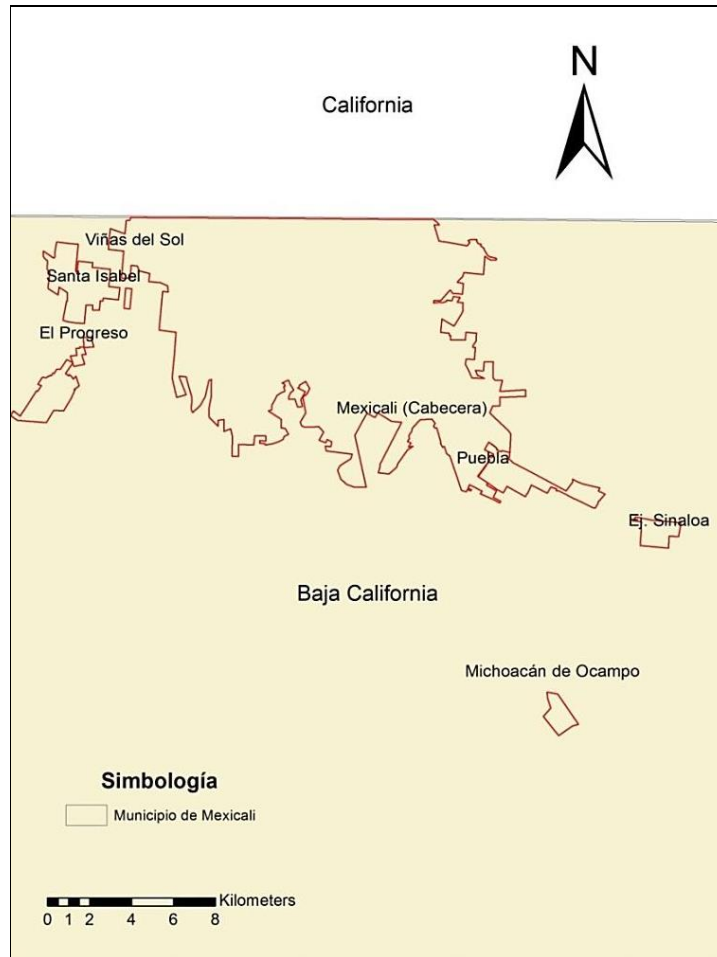 N
California
Viñas del Sol
Santa Isabel
El Progreso
Mexicali (Cabecera)
Puebla
Ej. Sinaloa
Baja California
Michoacán de Ocampo
Simbología
Municipio de Mexicali
Kilometers
0 1 2 4 6 8